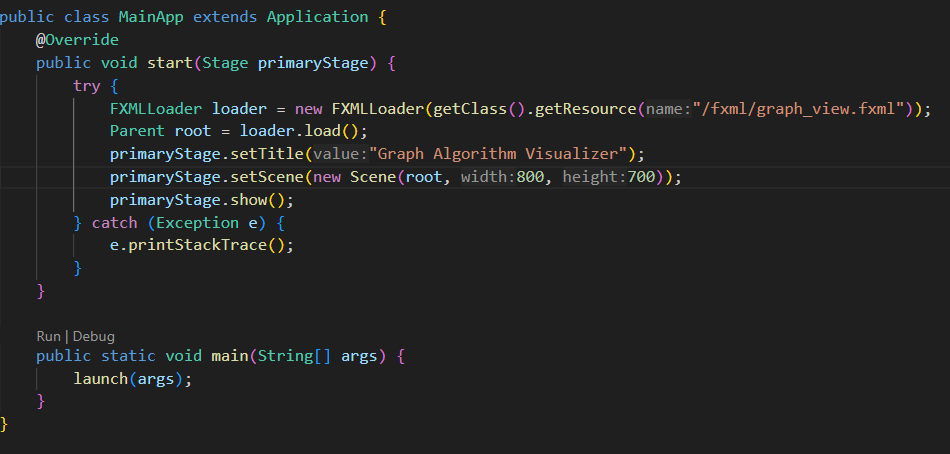 public class MainApp extends Application {
@Override
public void start(Stage primaryStage) {
try {
FXMLLoader loader = new FXMLLoader(getClass().getResource(name:"/fxml/graph_view.fxml"));
Parent root = loader.load();
primaryStage.setTitle(value:"Graph Algorithm Visualizer");
primaryStage.setScene(new Scene(root, width:800, height:700));
primaryStage.show();
} catch (Exception e) {
e.printStackTrace();
}
}
Run | Debug
public static void main(String[] args) {
launch(args);
}
}